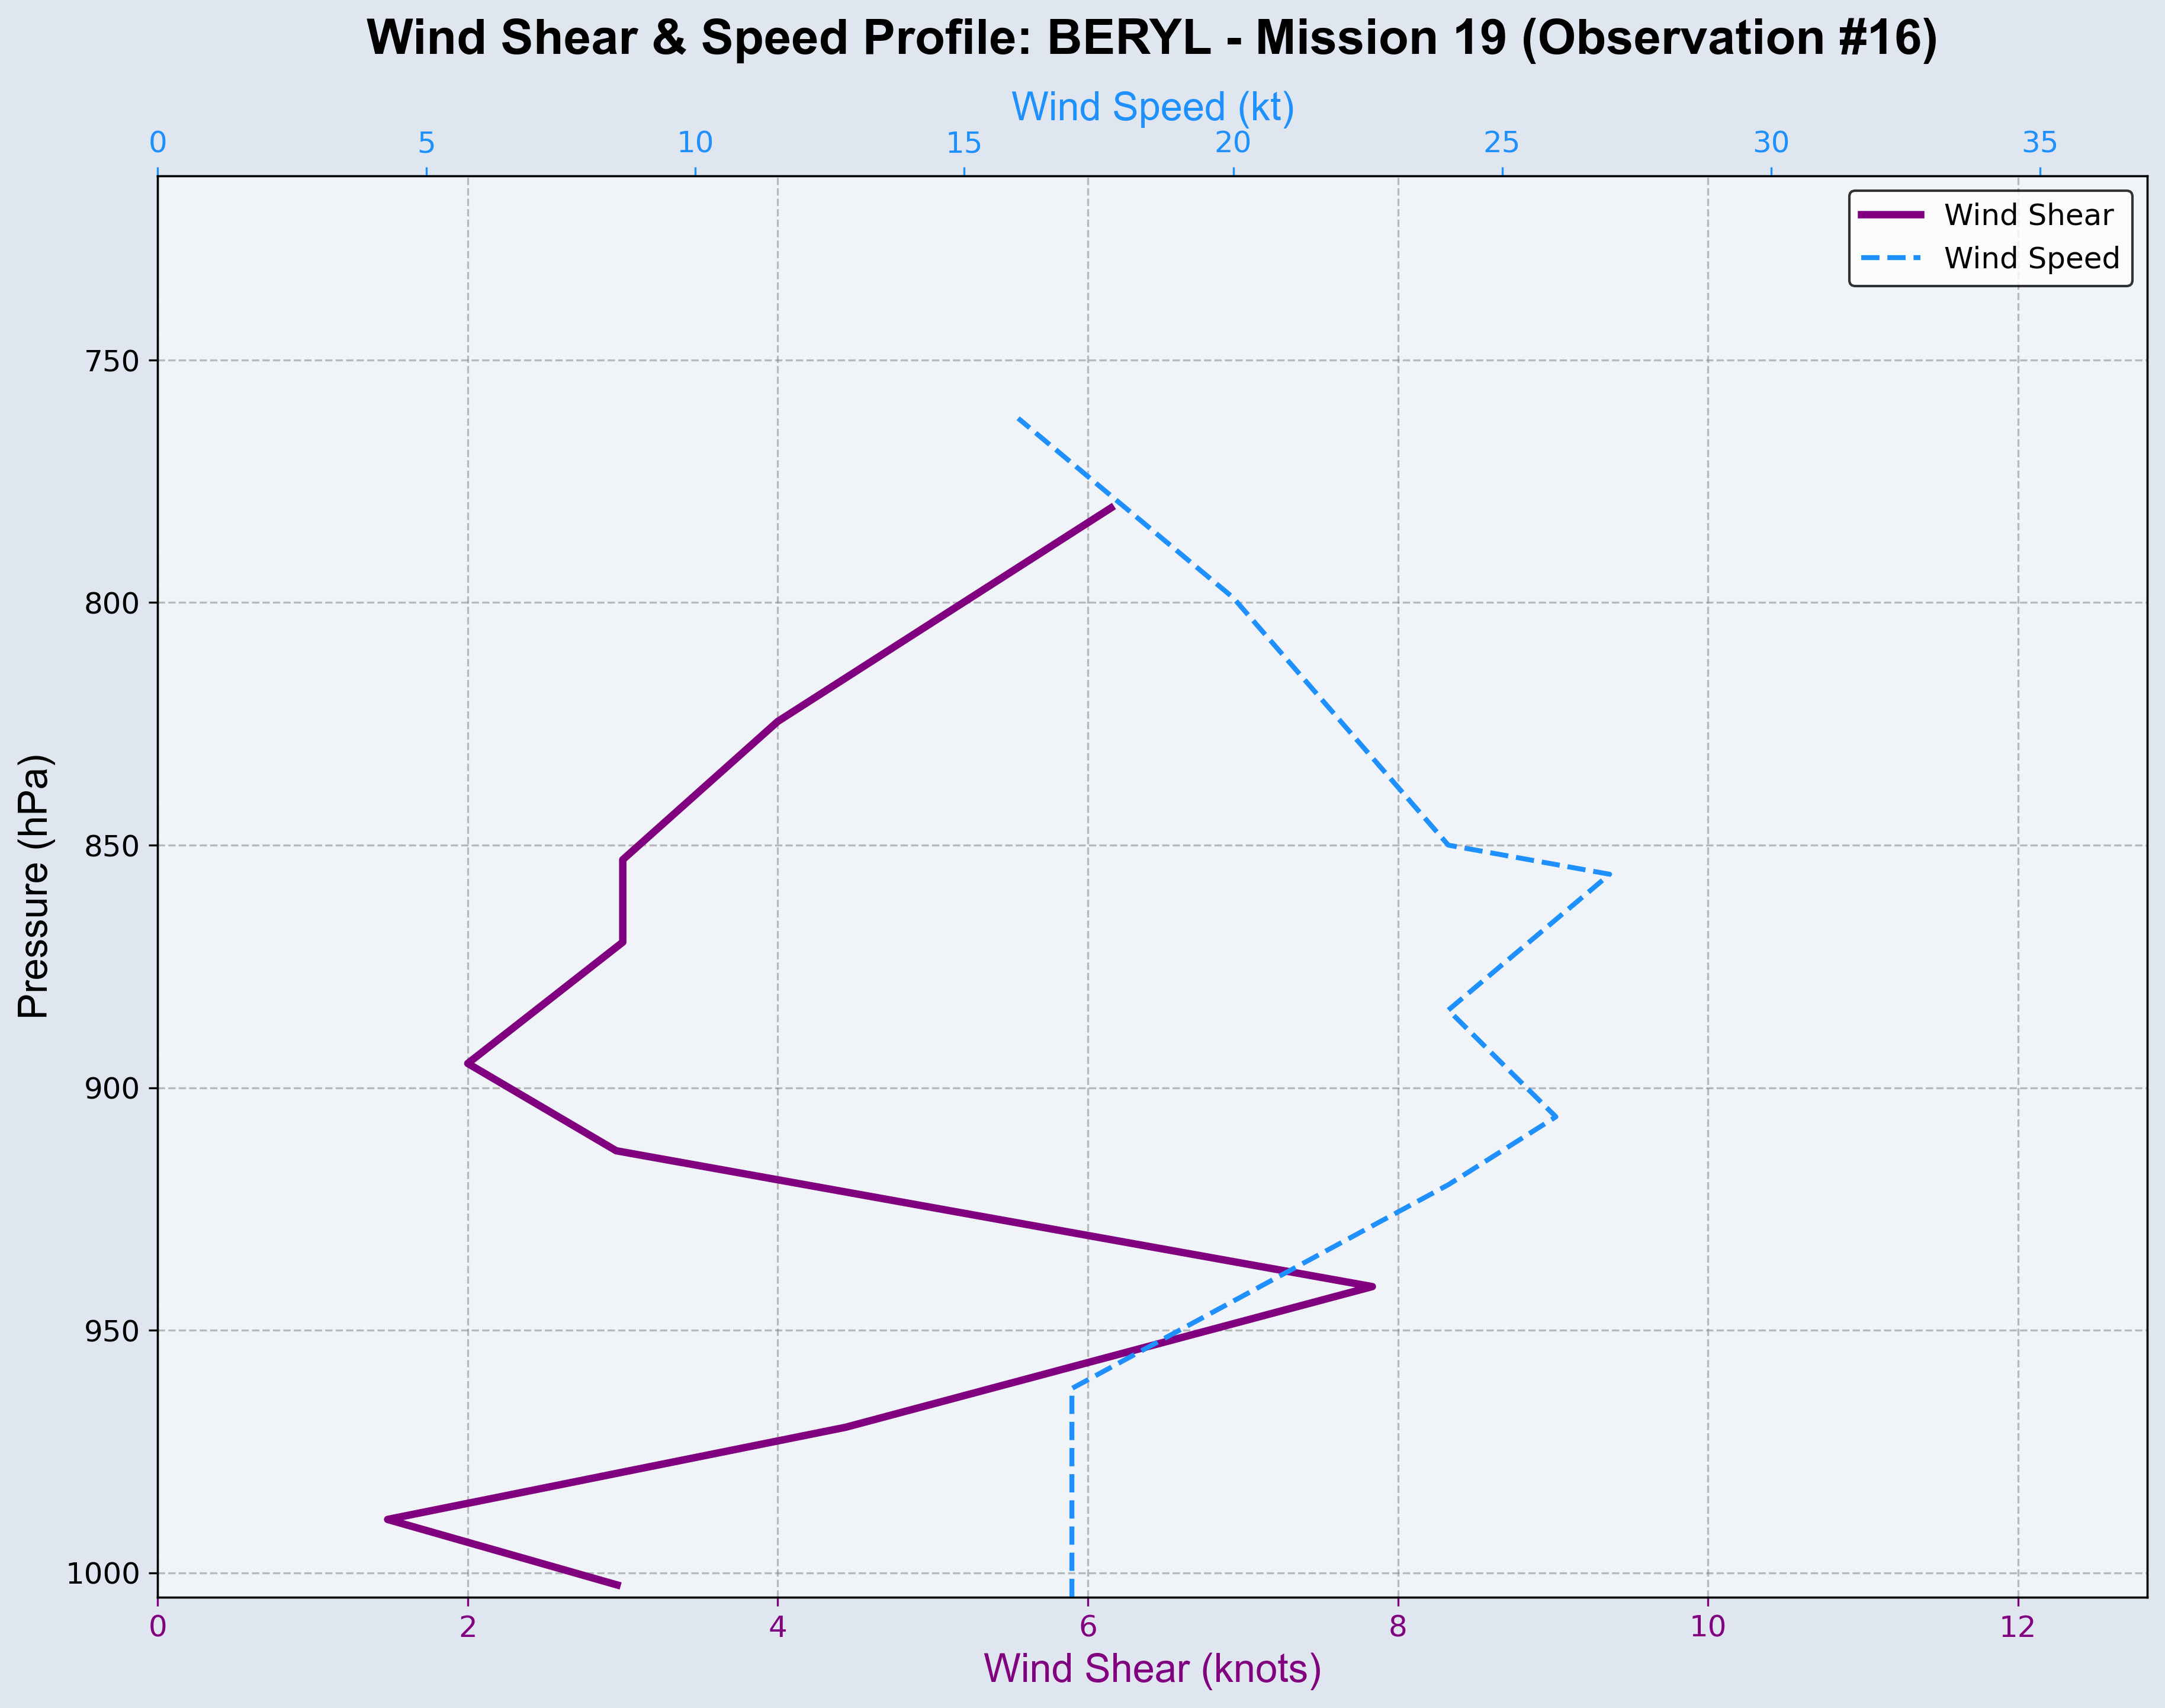 Wind Shear & Speed Profile: BERYL - Mission 19 (Observation #16)
Wind Speed (kt)
0 5 10 15 20 25 30 35
Wind Shear
Wind Speed
Pressure (hPa)
750
800
850
900
950
1000
0 2 4 6 8 10 12
Wind Shear (knots)